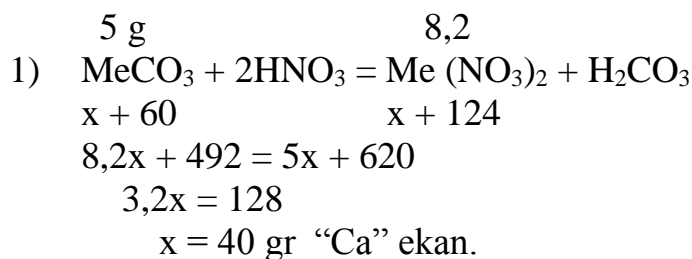 5 g 8,2
1) MeCO₃ + 2HNO₃ = Me (NO₃)₂ + H₂CO₃
x + 60 x + 124
8,2x + 492 = 5x + 620
3,2x = 128
x = 40 gr “Ca” ekan.